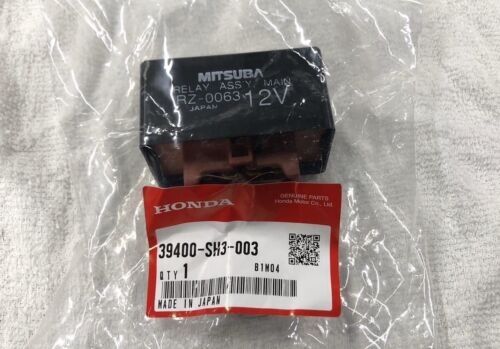 MITSUBA
RELAY ASS'Y, MAIN
RZ-0063 12V
JAPAN
HONDA
GENUINE PARTS
Honda Motor Co., Ltd.
39400-SH3-003
QTY 1
B1M04
MADE IN JAPAN